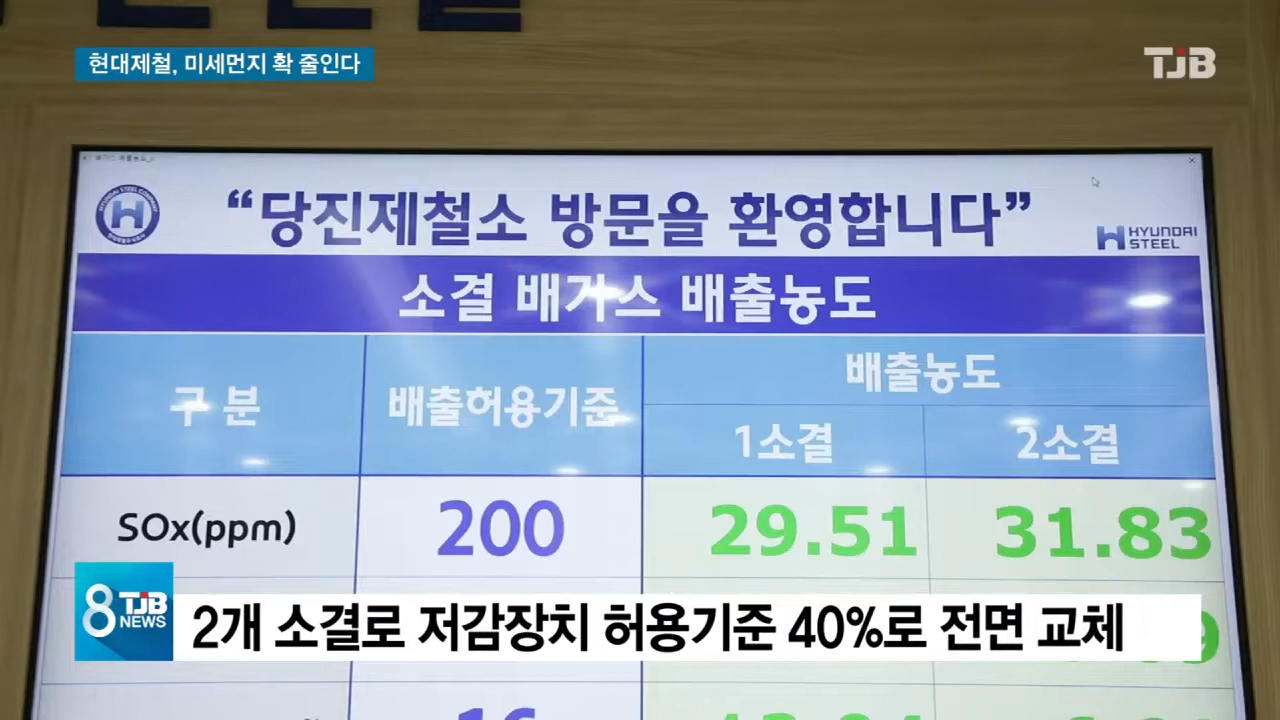 현대제철, 미세먼지 확 줄인다
TJB
“당진제철소 방문을 환영합니다”
HYUNDAI STEEL
소결 배가스 배출농도
구 분
배출허용기준
배출농도
1소결
2소결
SOx(ppm)
200
29.51
31.83
8 TJB NEWS
2개 소결로 저감장치 허용기준 40%로 전면 교체